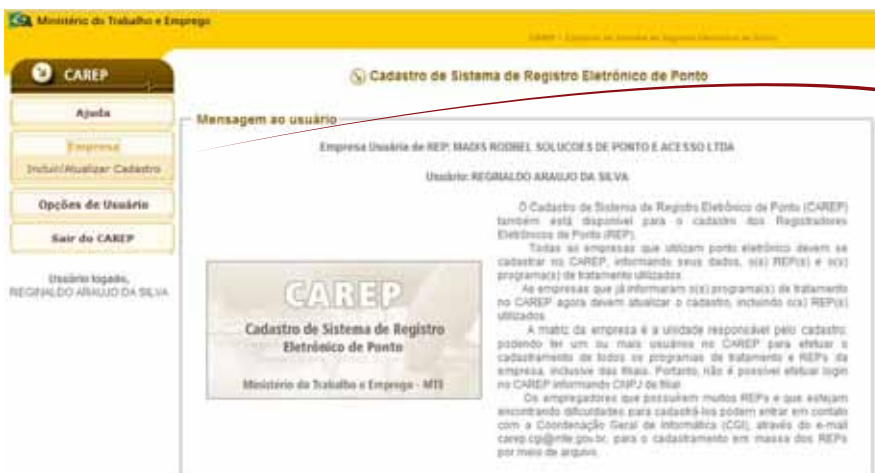 Ministério do Trabalho e Emprego
CAREP - Cadastro de Sistema de Registro Eletrônico de Ponto
CAREP
Cadastro de Sistema de Registro Eletrônico de Ponto
Ajuda
Empresa
Incluir/Atualizar Cadastro
Opções de Usuário
Sair do CAREP
Usuário logado,
REGINALDO ARAUJO DA SILVA
Mensagem ao usuário
Empresa Usuária de REP: MADIS RODBEL SOLUCOES DE PONTO E ACESSO LTDA
Usuário: REGINALDO ARAUJO DA SILVA
CAREP
Cadastro de Sistema de Registro
Eletrônico de Ponto
Ministério do Trabalho e Emprego - MTE
O Cadastro de Sistema de Registro Eletrônico de Ponto (CAREP)
também está disponível para o cadastro dos Registradores
Eletrônicos de Ponto (REP).
Todas as empresas que utilizam ponto eletrônico devem se
cadastrar no CAREP, informando seus dados, o(s) REP(s) e o(s)
programa(s) de tratamento utilizados.
As empresas que já informaram o(s) programa(s) de tratamento
no CAREP agora devem atualizar o cadastro, incluindo o(s) REP(s)
utilizados.
A matriz da empresa é a unidade responsável pelo cadastro,
podendo ter um ou mais usuários no CAREP para efetuar o
cadastramento de todos os programas de tratamento e REPs da
empresa, inclusive das filiais. Portanto, não é possível efetuar login
no CAREP informando CNPJ de filial.
Os empregadores que possuírem muitos REPs e que estejam
encontrando dificuldades para cadastrá-los podem entrar em contato
com a Coordenação Geral de Informática (CGI), através do e-mail
carep.cgi@mte.gov.br, para o cadastramento em massa dos REPs
por meio de arquivo.